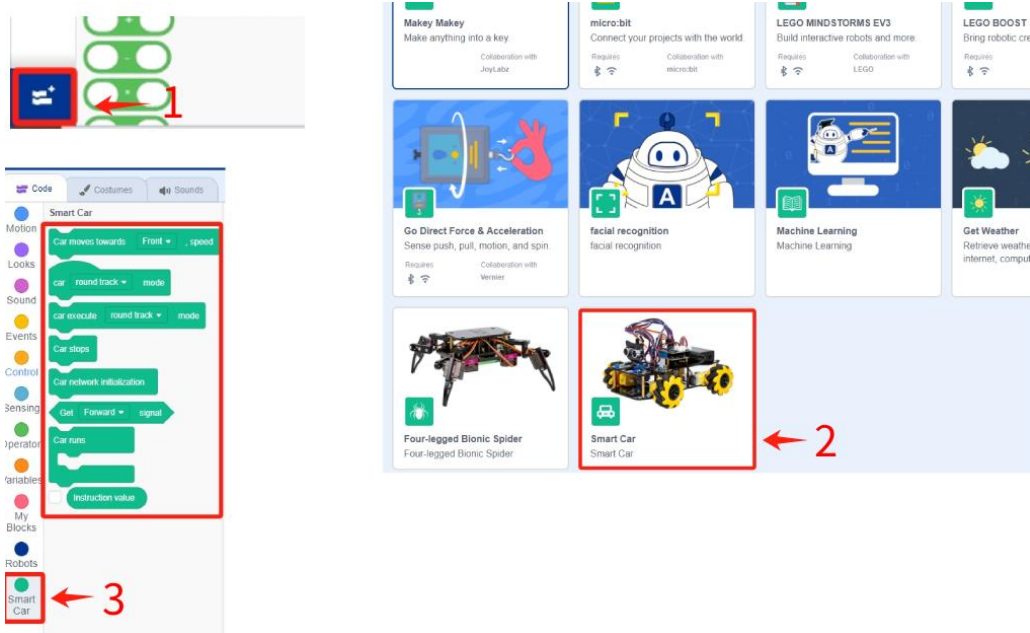 1
Code
Costumes
Sounds
Motion
Looks
Sound
Events
Control
Sensing
Operator
Variables
My
Blocks
Robots
Smart
Car
Smart Car
Car moves towards Front , speed
car round track mode
car execute round track mode
Car stops
Car network initialization
Get Forward signal
Car runs
Instruction value
3
Makey Makey
Make anything into a key.
Collaboration with
JoyLabz
micro:bit
Connect your projects with the world.
Requires
Collaboration with
micro:bit
LEGO MINDSTORMS EV3
Build interactive robots and more.
Requires
Collaboration with
LEGO
LEGO BOOST
Bring robotic cre
Requires
A
A
Go Direct Force & Acceleration
Sense push, pull, motion, and spin.
Requires
Collaboration with
Vernier
facial recognition
facial recognition
Machine Learning
Machine Learning
Get Weather
Retrieve weathe
internet, comput
Four-legged Bionic Spider
Four-legged Bionic Spider
Smart Car
Smart Car
2